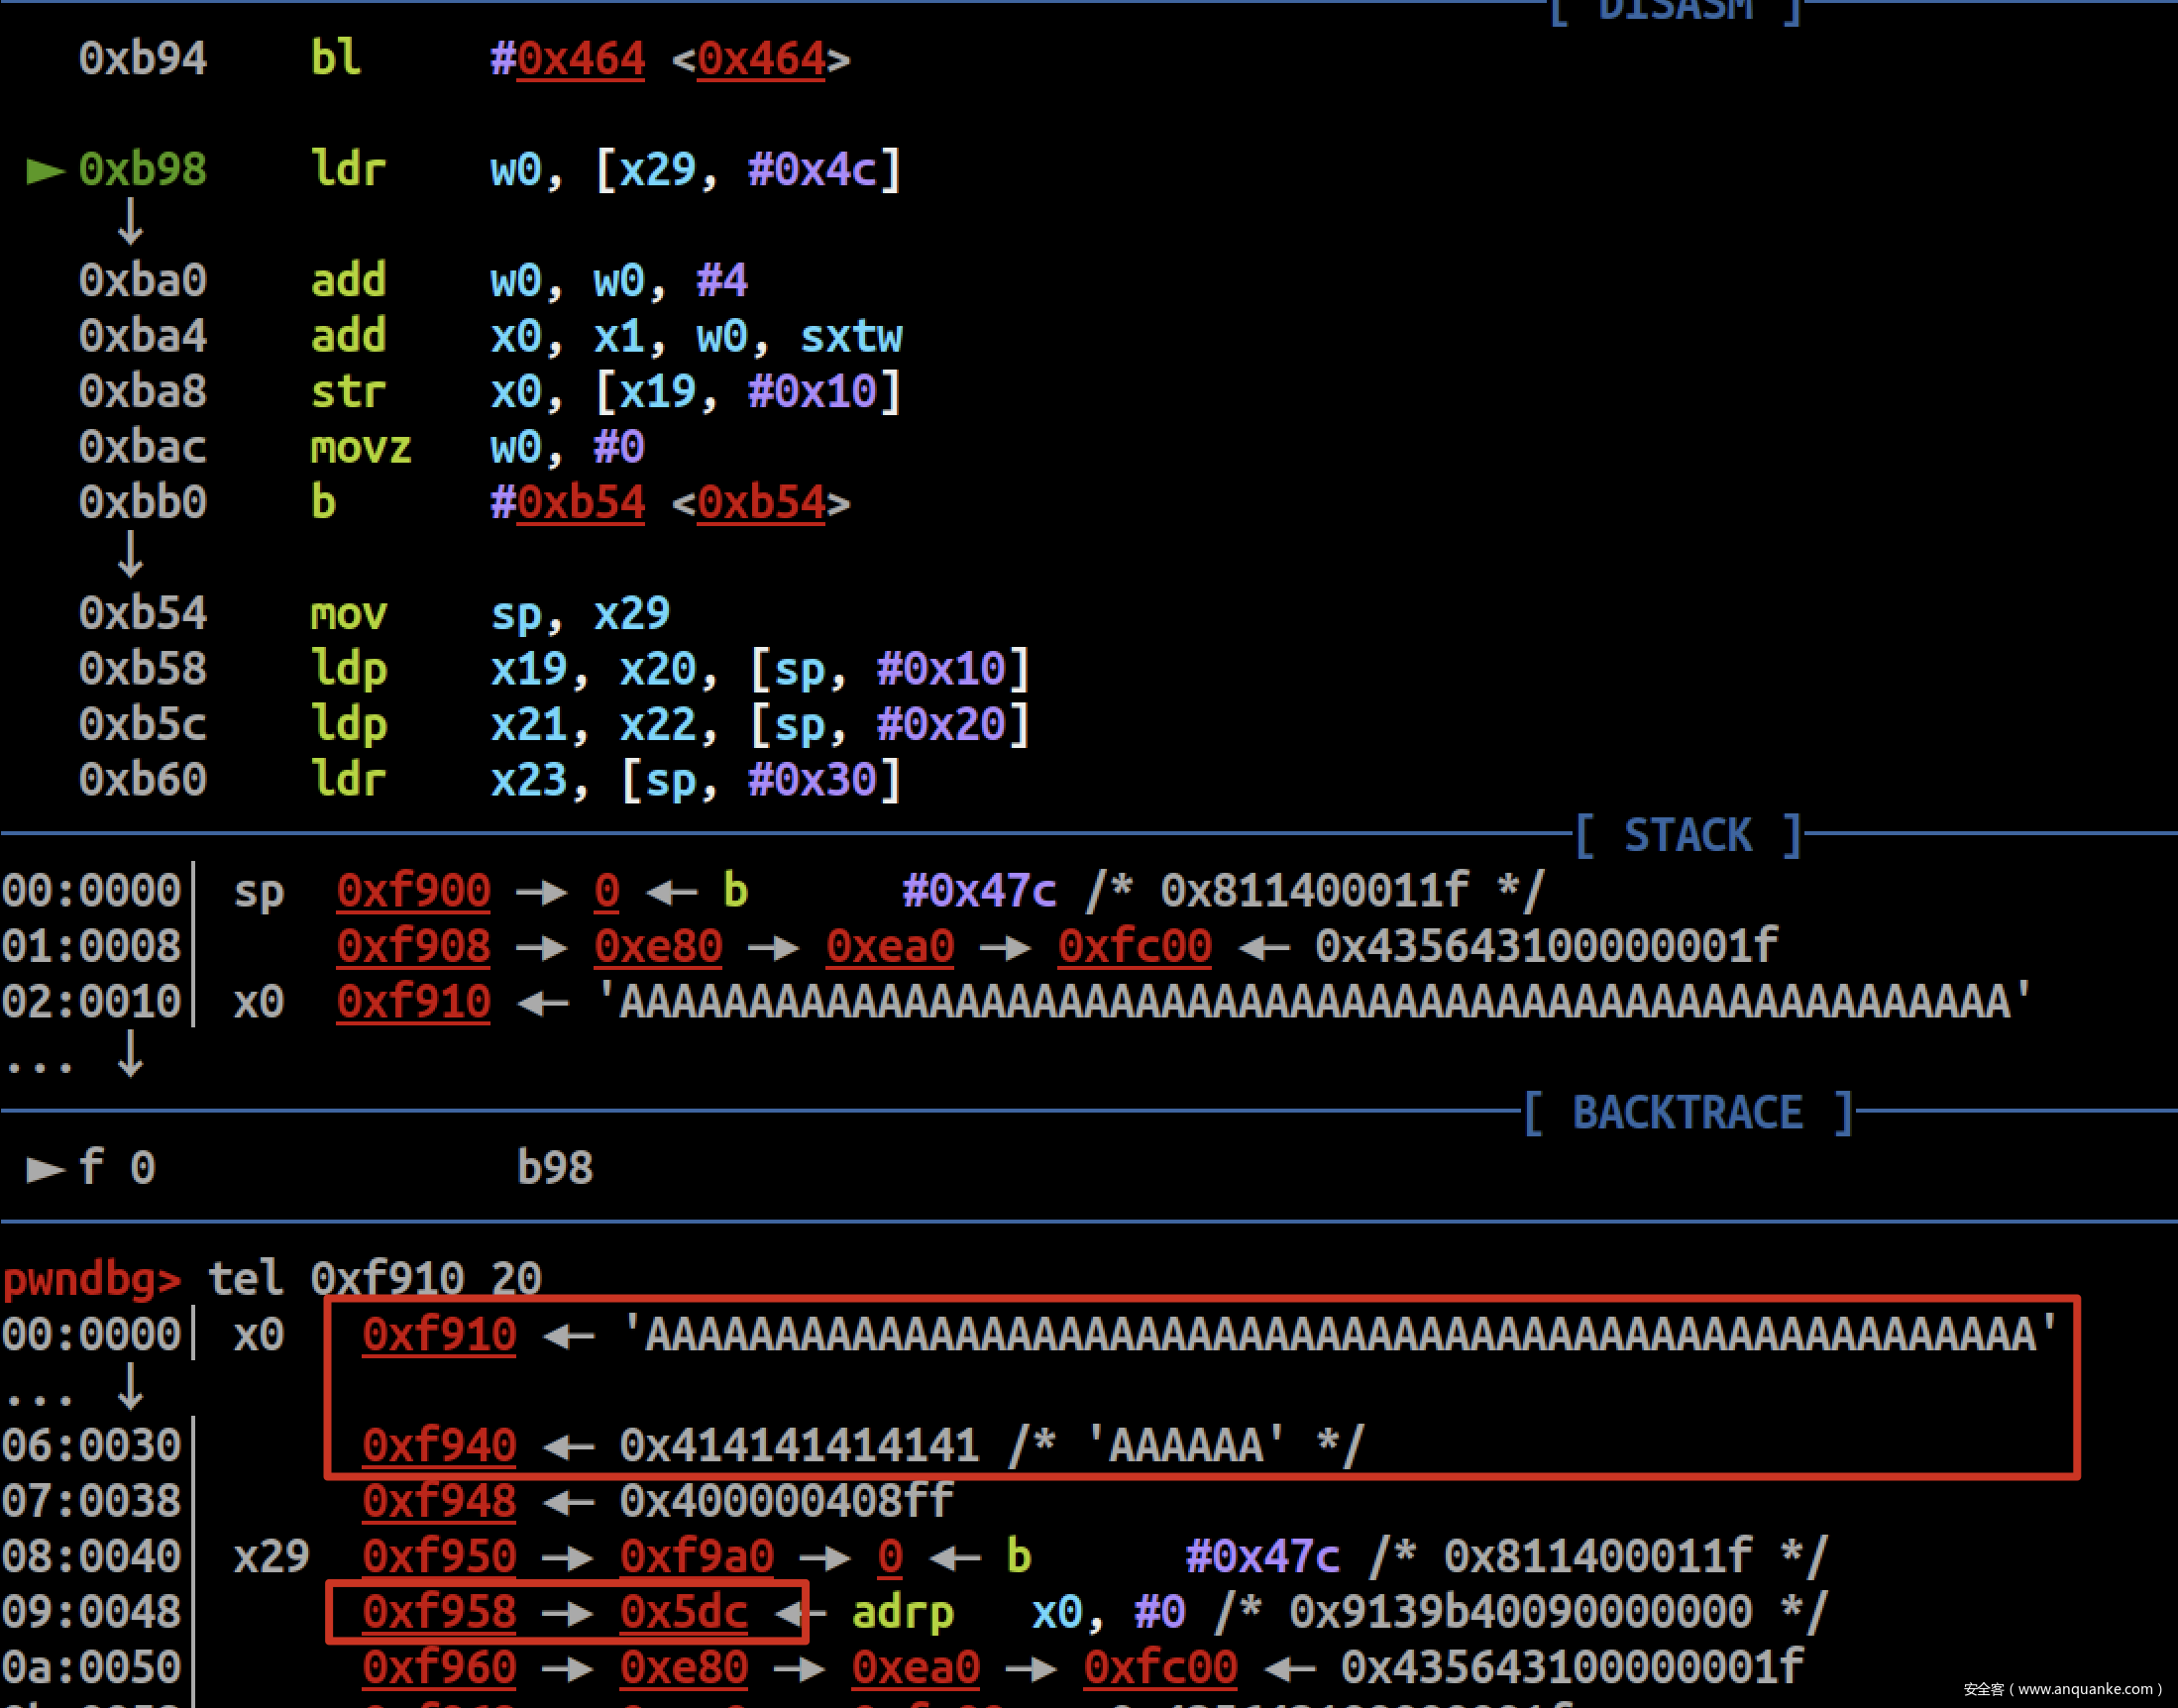 [ DISASM ]
0xb94 bl #0x464 <0x464>
► 0xb98 ldr w0, [x29, #0x4c]
↓
0xba0 add w0, w0, #4
0xba4 add x0, x1, w0, sxtw
0xba8 str x0, [x19, #0x10]
0xbac movz w0, #0
0xbb0 b #0xb54 <0xb54>
↓
0xb54 mov sp, x29
0xb58 ldp x19, x20, [sp, #0x10]
0xb5c ldp x21, x22, [sp, #0x20]
0xb60 ldr x23, [sp, #0x30]
[ STACK ]
00:0000│ sp 0xf900 —▸ 0 ◂— b #0x47c /* 0x811400011f */
01:0008│ 0xf908 —▸ 0xe80 —▸ 0xea0 —▸ 0xfc00 ◂— 0x435643100000001f
02:0010│ x0 0xf910 ◂— 'AAAAAAAAAAAAAAAAAAAAAAAAAAAAAAAAAAAAAAAAAAAAAAAAAAAAAA'
... ↓
[ BACKTRACE ]
► f 0 b98
pwndbg> tel 0xf910 20
00:0000│ x0 0xf910 ◂— 'AAAAAAAAAAAAAAAAAAAAAAAAAAAAAAAAAAAAAAAAAAAAAAAAAAAAAA'
... ↓
06:0030│ 0xf940 ◂— 0x414141414141 /* 'AAAAAA' */
07:0038│ 0xf948 ◂— 0x400000408ff
08:0040│ x29 0xf950 —▸ 0xf9a0 —▸ 0 ◂— b #0x47c /* 0x811400011f */
09:0048│ 0xf958 —▸ 0x5dc ◂— adrp x0, #0 /* 0x9139b40090000000 */
0a:0050│ 0xf960 —▸ 0xe80 —▸ 0xea0 —▸ 0xfc00 ◂— 0x435643100000001f
安全客（www.anquanke.com）